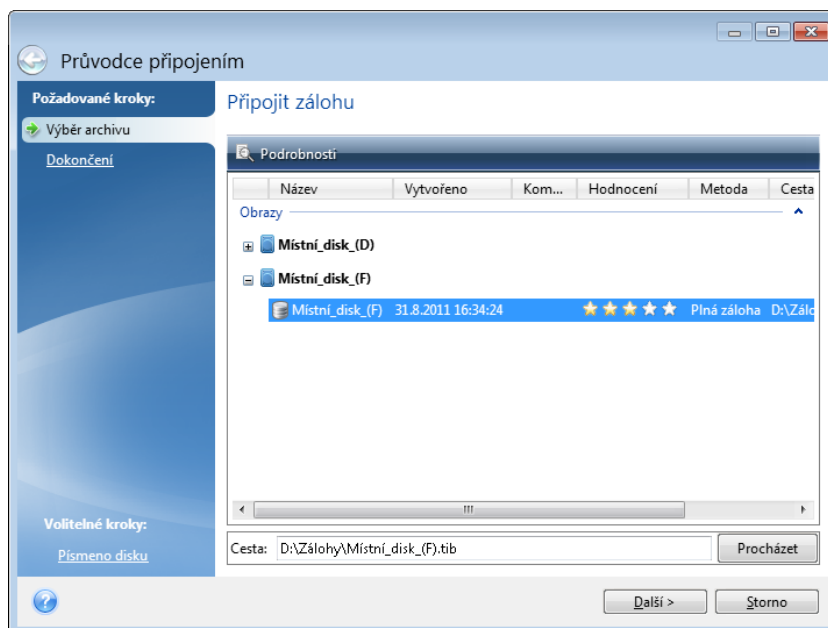 Průvodce připojením
Požadované kroky:
Výběr archivu
Dokončení
Připojit zálohu
Podrobnosti
Název Vytvořeno Kom... Hodnocení Metoda Cesta
Obrazy
Místní_disk_(D)
Místní_disk_(F)
Místní_disk_(F) 31.8.2011 16:34:24 Plná záloha D:\Zálo
Volitelné kroky:
Písmeno disku
Cesta: D:\Zálohy\Místní_disk_(F).tib Procházet
Další > Storno